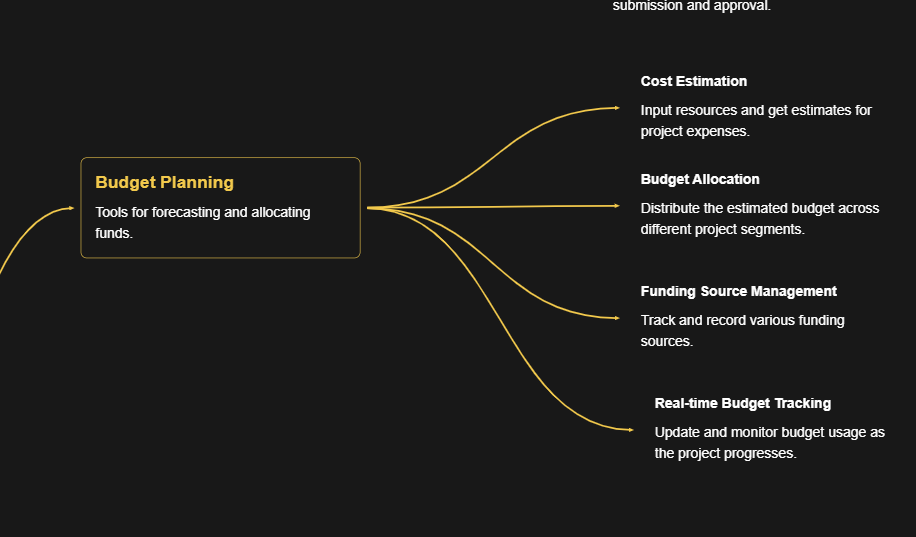 submission and approval.
Cost Estimation
Input resources and get estimates for
project expenses.
Budget Planning
Tools for forecasting and allocating
funds.
Budget Allocation
Distribute the estimated budget across
different project segments.
Funding Source Management
Track and record various funding
sources.
Real-time Budget Tracking
Update and monitor budget usage as
the project progresses.